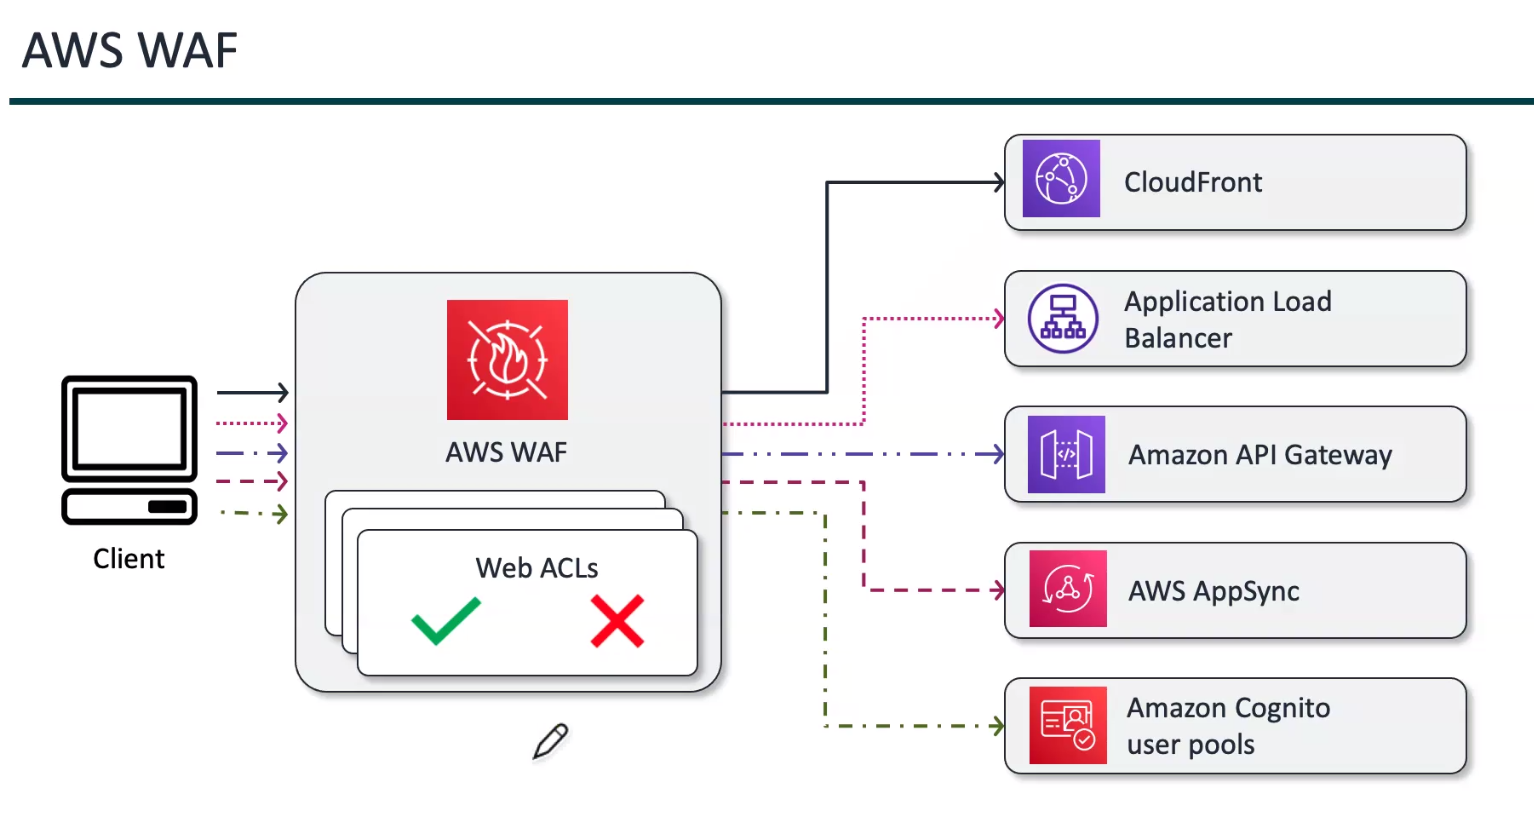 AWS WAF
Client
AWS WAF
Web ACLs
CloudFront
Application Load
Balancer
Amazon API Gateway
AWS AppSync
Amazon Cognito
user pools